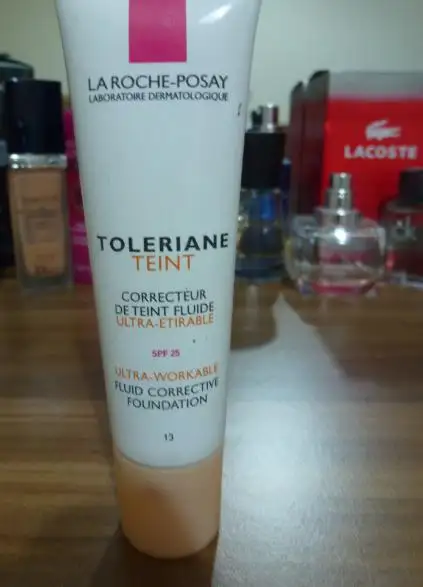 LA ROCHE-POSAY
LABORATOIRE DERMATOLOGIQUE
TOLERIANE
TEINT
CORRECTEUR
DE TEINT FLUIDE
ULTRA-ÉTIRABLE
SPF 25
ULTRA-WORKABLE
FLUID CORRECTIVE
FOUNDATION
13
LACOSTE